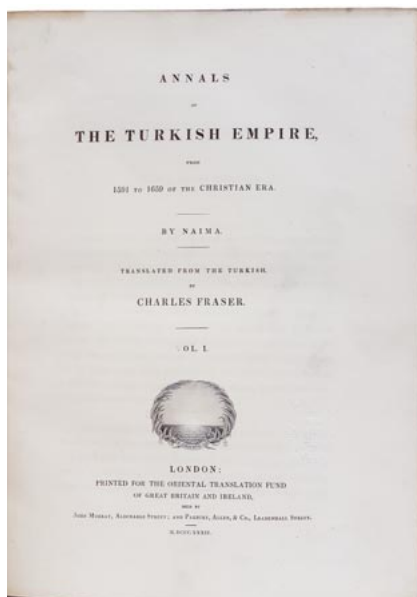 ANNALS
OF
THE TURKISH EMPIRE,
FROM
1591 TO 1659 OF THE CHRISTIAN ERA.
BY NAIMA.
TRANSLATED FROM THE TURKISH,
BY
CHARLES FRASER.
OL. I.
LONDON:
PRINTED FOR THE ORIENTAL TRANSLATION FUND
OF GREAT BRITAIN AND IRELAND,
SOLD BY
JOHN MURRAY, ALBEMARLE STREET; AND PARBURY, ALLEN, & CO., LEADENHALL STREET.
M.DCCC.XXXII.